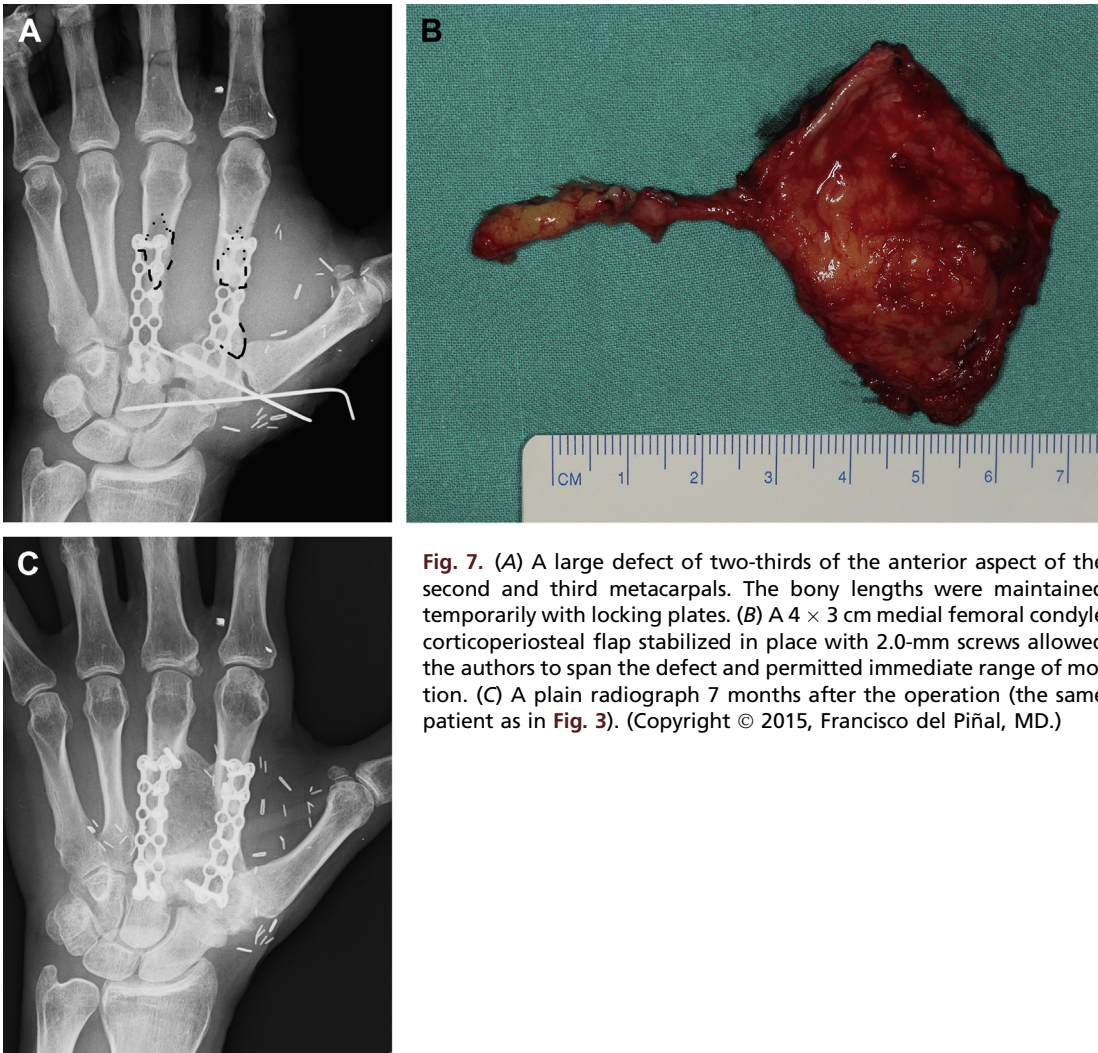 A
B
CM 1 2 3 4 5 6 7
C
Fig. 7. (A) A large defect of two-thirds of the anterior aspect of the
second and third metacarpals. The bony lengths were maintained
temporarily with locking plates. (B) A 4 × 3 cm medial femoral condyle
corticoperiosteal flap stabilized in place with 2.0-mm screws allowed
the authors to span the defect and permitted immediate range of mo-
tion. (C) A plain radiograph 7 months after the operation (the same
patient as in Fig. 3). (Copyright © 2015, Francisco del Piñal, MD.)